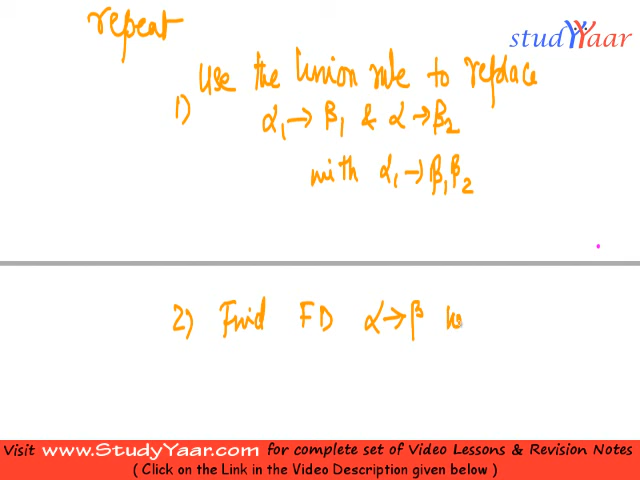 repeat
studYYaar
Use the Union rule to replace
1) α₁→β₁ & α→β₂
with α₁→β₁β₂
2) Find FD α→β
Visit www.StudyYaar.com for complete set of Video Lessons & Revision Notes
( Click on the Link in the Video Description given below )